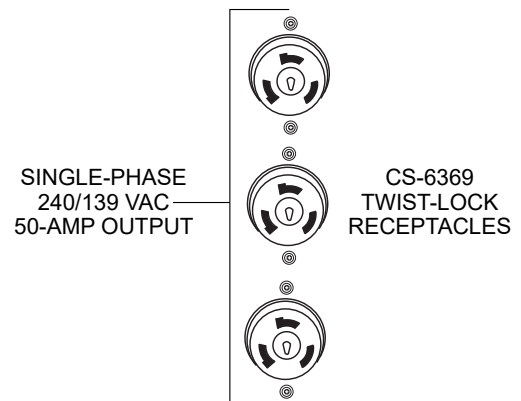 SINGLE-PHASE
240/139 VAC
50-AMP OUTPUT
CS-6369
TWIST-LOCK
RECEPTACLES